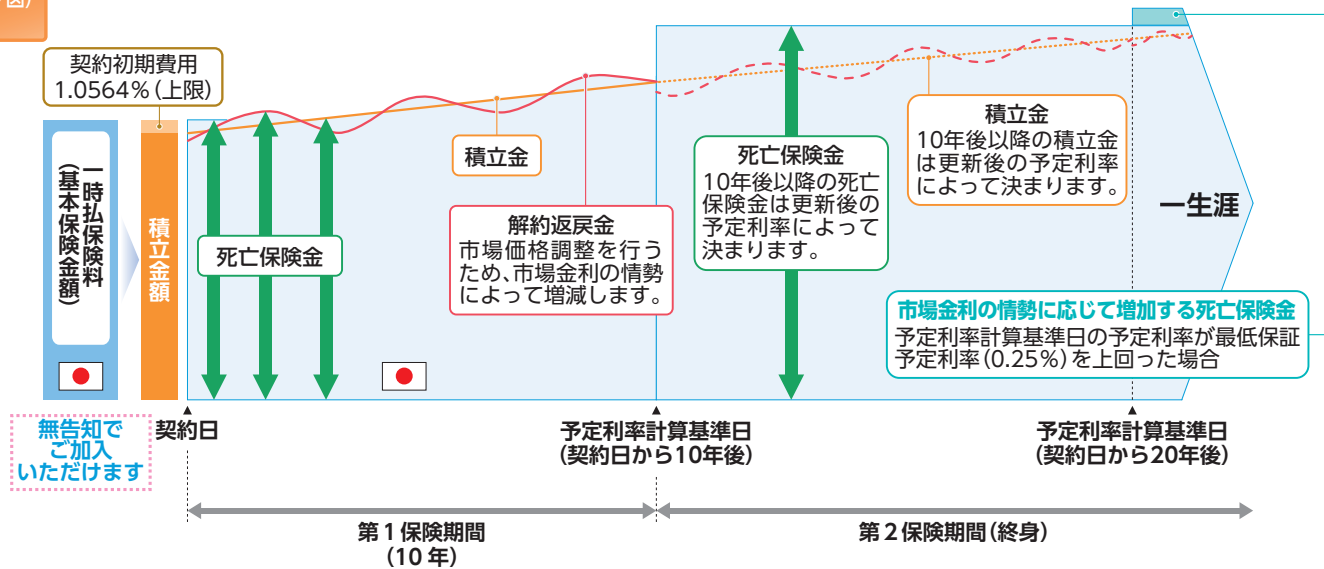 図）
契約初期費用
1.0564％（上限）
一時払保険料
（基本保険金額）
積立金額
無告知で
ご加入
いただけます
死亡保険金
積立金
解約返戻金
市場価格調整を行う
ため、市場金利の情勢
によって増減します。
死亡保険金
10年後以降の死亡
保険金は更新後の
予定利率によって
決まります。
積立金
10年後以降の積立金
は更新後の予定利率
によって決まります。
一生涯
市場金利の情勢に応じて増加する死亡保険金
予定利率計算基準日の予定利率が最低保証
予定利率（0.25％）を上回った場合
契約日
予定利率計算基準日
（契約日から10年後）
予定利率計算基準日
（契約日から20年後）
第１保険期間
（10 年）
第２保険期間（終身）